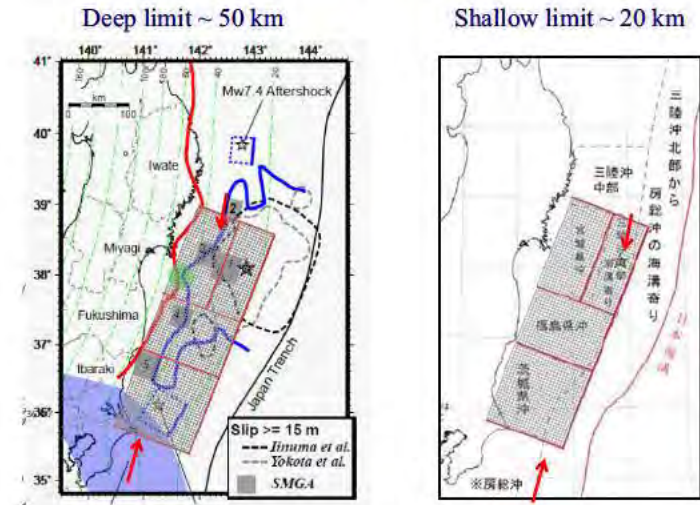 Deep limit ~ 50 km
Shallow limit ~ 20 km
140° 141° 142° 143° 144°
41°
40°
39°
38°
37°
36°
35°
km
100
60
40
20
Mw7.4 Aftershock
Iwate
Miyagi
Fukushima
Ibaraki
Japan Trench
2
4
5
Slip >= 15 m
Iinuma et al.
Yokota et al.
SMGA
三陸沖北部から
房総沖の海溝寄り
三陸沖
中部
宮城県沖
福島県沖
茨城県沖
日本海溝
※房総沖